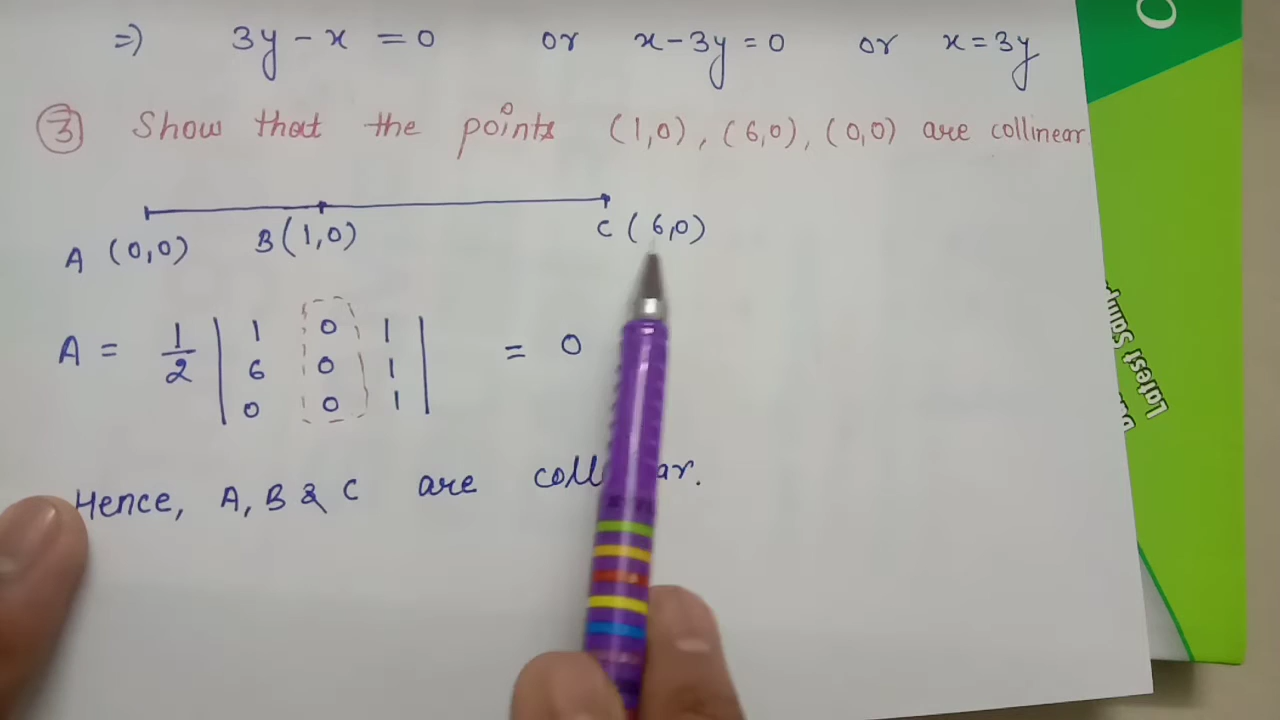 => 3y - x = 0 or x - 3y = 0 or x = 3y
③ Show that the points (1,0), (6,0), (0,0) are collinear
A (0,0) B (1,0) C (6,0)
A = 1/2 | 1 0 1 | = 0
| 6 0 1 |
| 0 0 1 |
Hence, A, B & C are
Latest